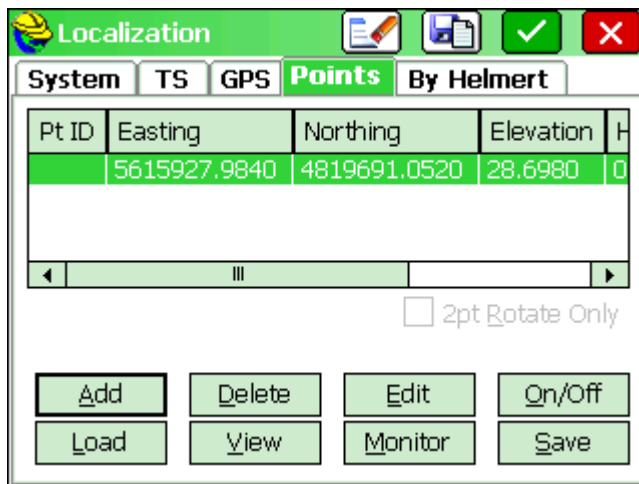 Localization
System TS GPS Points By Helmert
Pt ID Easting Northing Elevation H
5615927.9840 4819691.0520 28.6980 0
2pt Rotate Only
Add Delete Edit On/Off
Load View Monitor Save